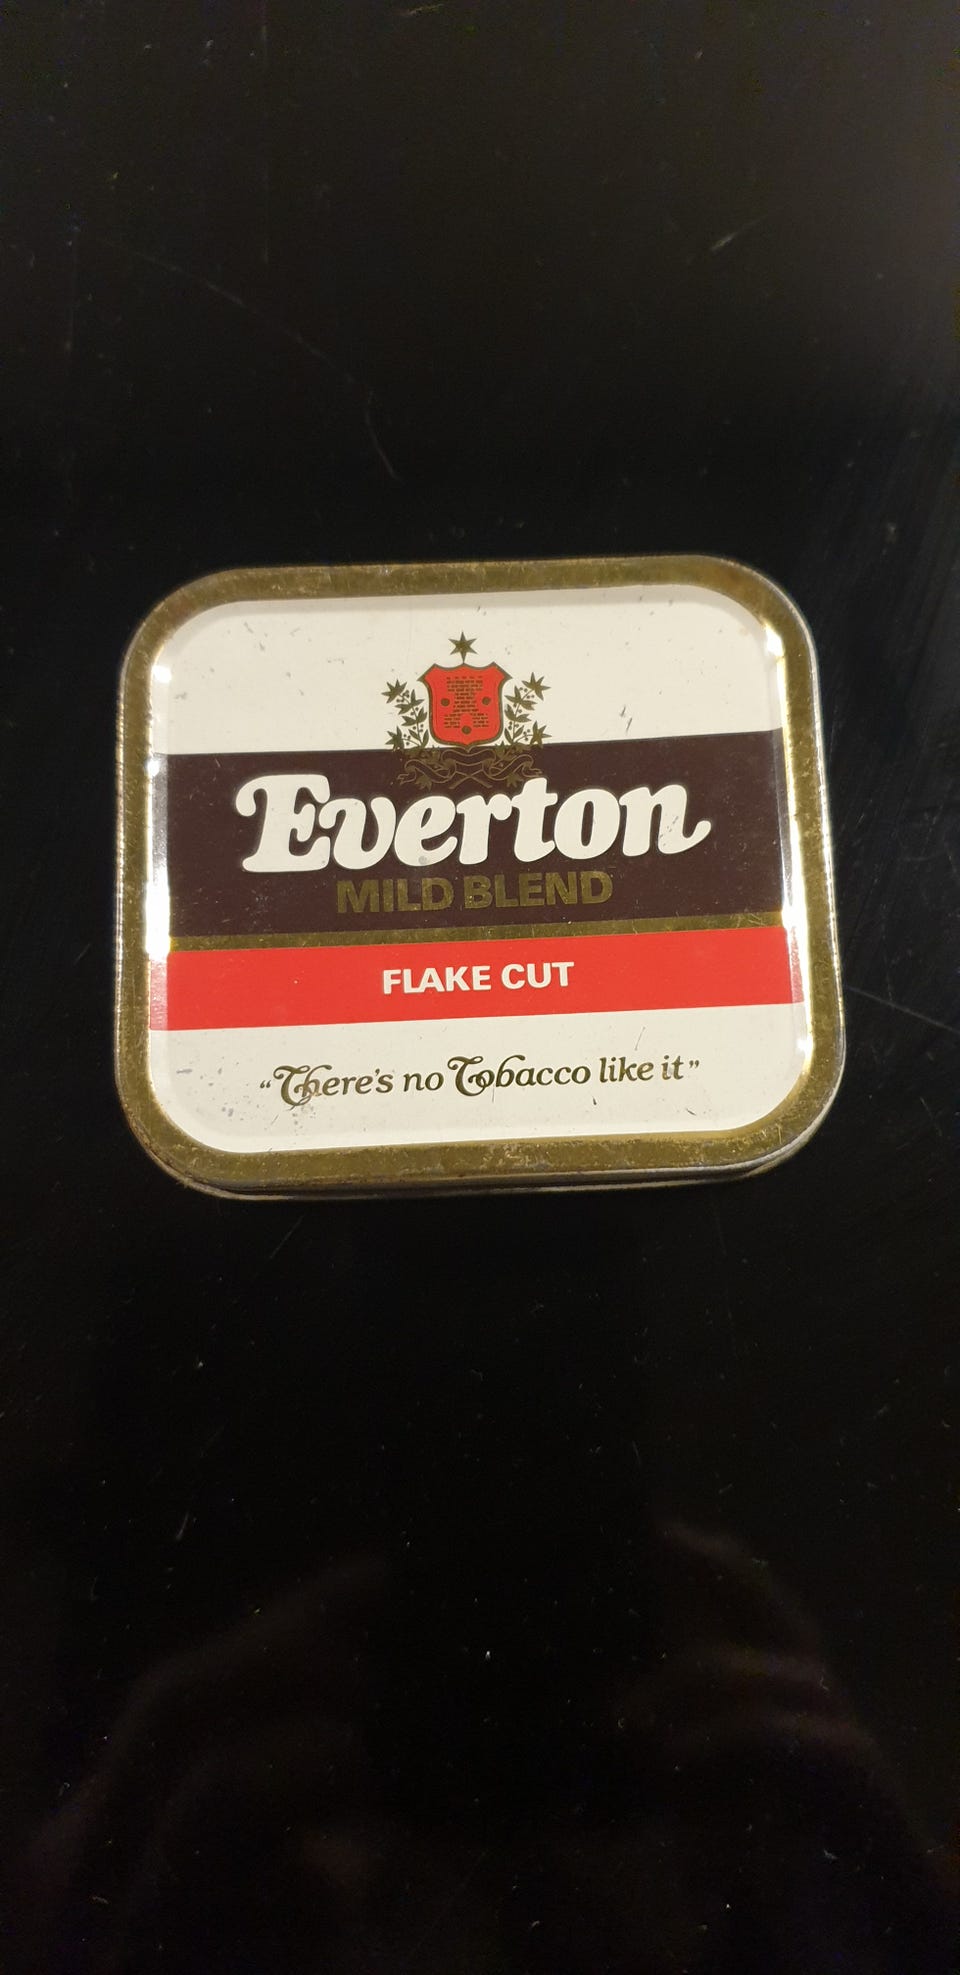 Everton
MILD BLEND
FLAKE CUT
“There's no Tobacco like it”